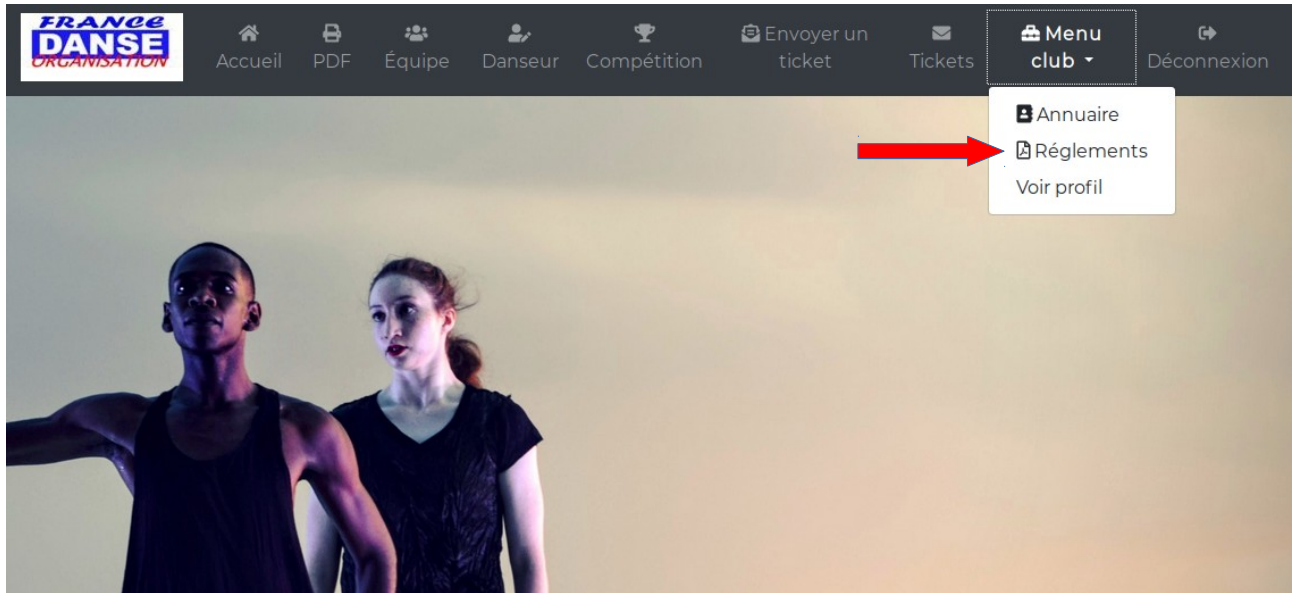 FRANCE
DANSE
ORGANISATION
Accueil
PDF
Équipe
Danseur
Compétition
Envoyer un
ticket
Tickets
Menu
club
Déconnexion
Annuaire
Réglements
Voir profil